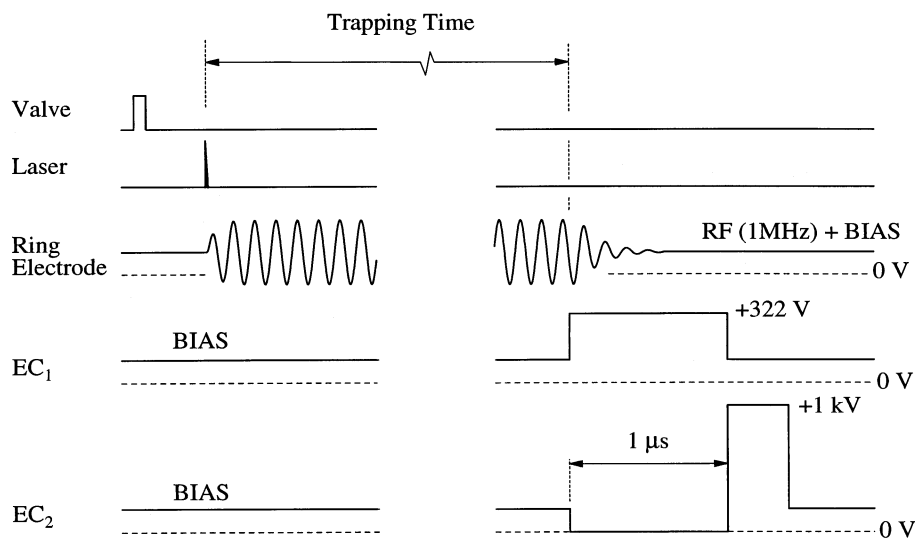 Trapping Time
Valve
Laser
Ring
Electrode
RF (1MHz) + BIAS
0 V
BIAS
+322 V
EC₁
0 V
+1 kV
1 μs
BIAS
EC₂
0 V